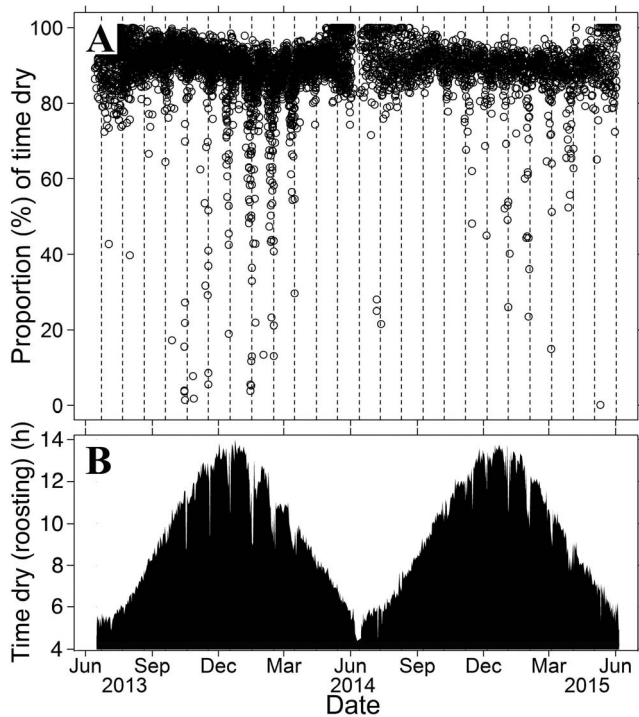 A
100
80
60
40
20
0
Proportion (%) of time dry
B
14
12
10
8
6
4
Time dry (roosting) (h)
Jun Sep Dec Mar Jun Sep Dec Mar Jun
2013 2014 2015
Date